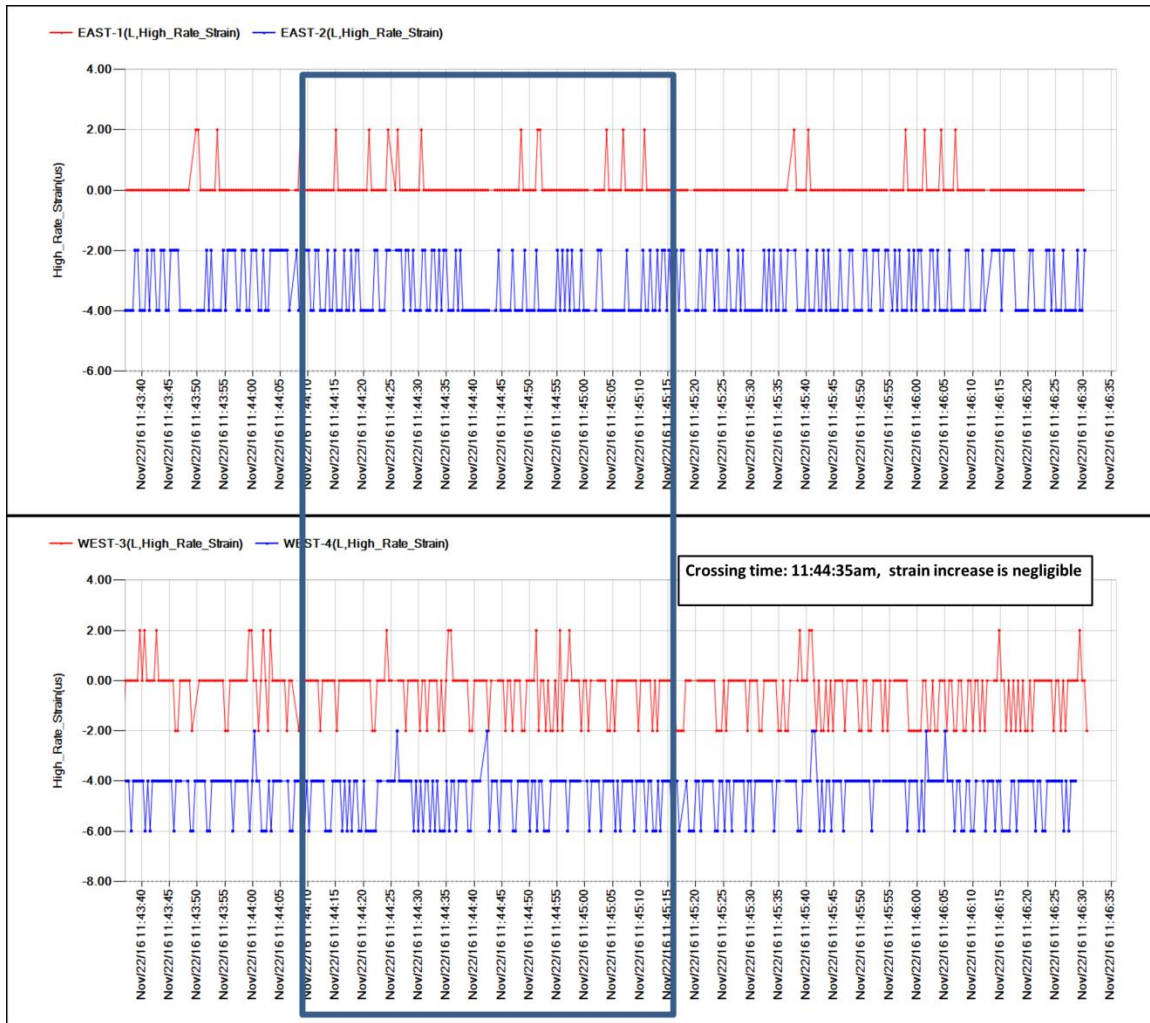 EAST-1(L,High_Rate_Strain) EAST-2(L,High_Rate_Strain)
High_Rate_Strain(us)
4.00
2.00
0.00
-2.00
-4.00
-6.00
Nov/22/16 11:43:40
Nov/22/16 11:43:45
Nov/22/16 11:43:50
Nov/22/16 11:43:55
Nov/22/16 11:44:00
Nov/22/16 11:44:05
Nov/22/16 11:44:10
Nov/22/16 11:44:15
Nov/22/16 11:44:20
Nov/22/16 11:44:25
Nov/22/16 11:44:30
Nov/22/16 11:44:35
Nov/22/16 11:44:40
Nov/22/16 11:44:45
Nov/22/16 11:44:50
Nov/22/16 11:44:55
Nov/22/16 11:45:00
Nov/22/16 11:45:05
Nov/22/16 11:45:10
Nov/22/16 11:45:15
Nov/22/16 11:45:20
Nov/22/16 11:45:25
Nov/22/16 11:45:30
Nov/22/16 11:45:35
Nov/22/16 11:45:40
Nov/22/16 11:45:45
Nov/22/16 11:45:50
Nov/22/16 11:45:55
Nov/22/16 11:46:00
Nov/22/16 11:46:05
Nov/22/16 11:46:10
Nov/22/16 11:46:15
Nov/22/16 11:46:20
Nov/22/16 11:46:25
Nov/22/16 11:46:30
Nov/22/16 11:46:35
WEST-3(L,High_Rate_Strain) WEST-4(L,High_Rate_Strain)
Crossing time: 11:44:35am, strain increase is negligible
High_Rate_Strain(us)
4.00
2.00
0.00
-2.00
-4.00
-6.00
-8.00
Nov/22/16 11:43:40
Nov/22/16 11:43:45
Nov/22/16 11:43:50
Nov/22/16 11:43:55
Nov/22/16 11:44:00
Nov/22/16 11:44:05
Nov/22/16 11:44:10
Nov/22/16 11:44:15
Nov/22/16 11:44:20
Nov/22/16 11:44:25
Nov/22/16 11:44:30
Nov/22/16 11:44:35
Nov/22/16 11:44:40
Nov/22/16 11:44:45
Nov/22/16 11:44:50
Nov/22/16 11:44:55
Nov/22/16 11:45:00
Nov/22/16 11:45:05
Nov/22/16 11:45:10
Nov/22/16 11:45:15
Nov/22/16 11:45:20
Nov/22/16 11:45:25
Nov/22/16 11:45:30
Nov/22/16 11:45:35
Nov/22/16 11:45:40
Nov/22/16 11:45:45
Nov/22/16 11:45:50
Nov/22/16 11:45:55
Nov/22/16 11:46:00
Nov/22/16 11:46:05
Nov/22/16 11:46:10
Nov/22/16 11:46:15
Nov/22/16 11:46:20
Nov/22/16 11:46:25
Nov/22/16 11:46:30
Nov/22/16 11:46:35